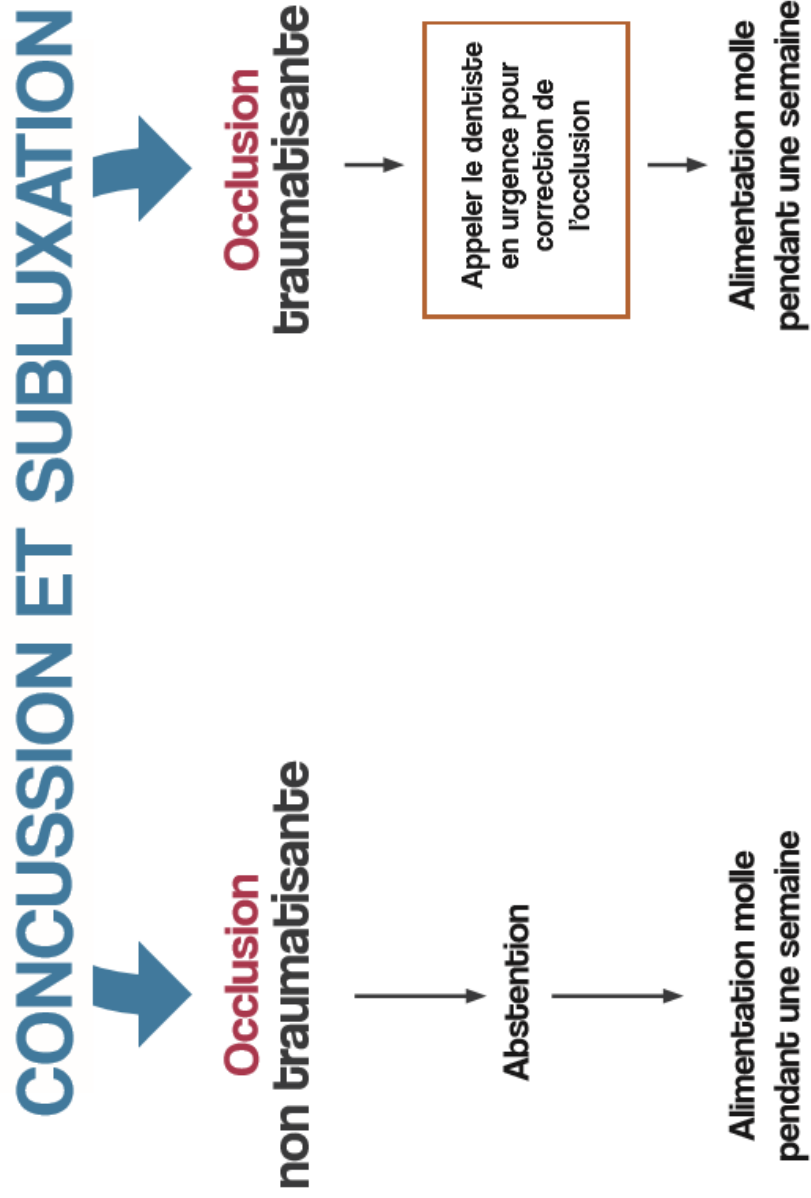 CONCUSSION ET SUBLUXATION
Occlusion
non traumatisante
Abstention
Alimentation molle
pendant une semaine
Occlusion
traumatisante
Appeler le dentiste
en urgence pour
correction de
l'occlusion
Alimentation molle
pendant une semaine